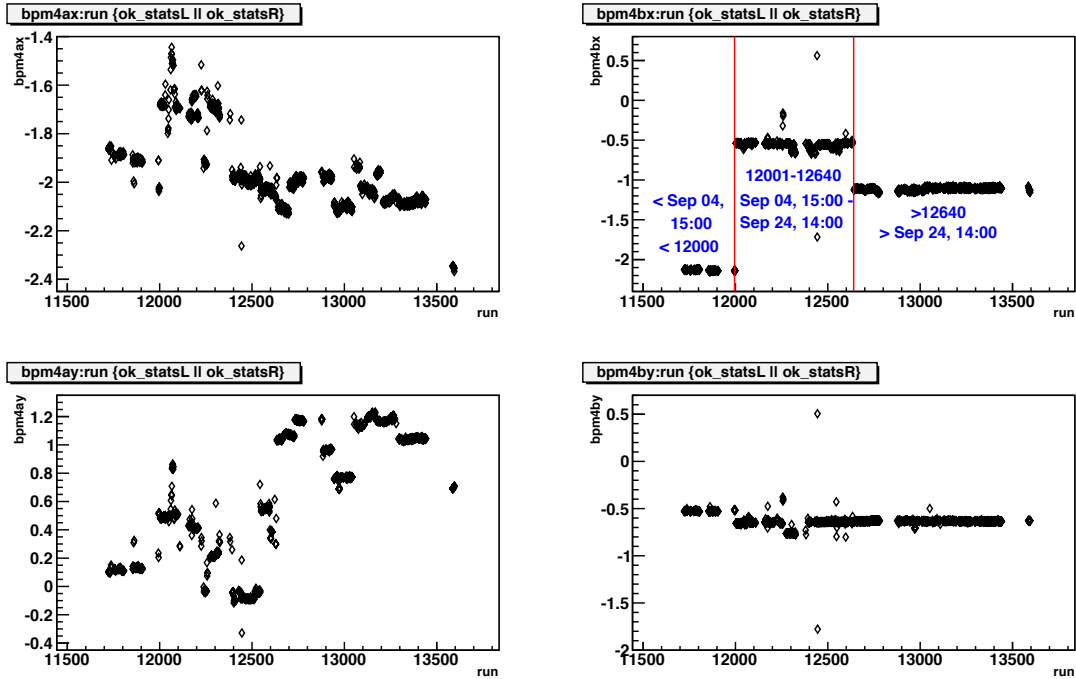 bpm4ax:run {ok_statsL || ok_statsR}
bpm4ax
-1.4
-1.6
-1.8
-2
-2.2
-2.4
11500 12000 12500 13000 13500
run
bpm4bx:run {ok_statsL || ok_statsR}
bpm4bx
0.5
0
-0.5
-1
-1.5
-2
< Sep 04,
15:00
< 12000
12001-12640
Sep 04, 15:00 -
Sep 24, 14:00
>12640
> Sep 24, 14:00
11500 12000 12500 13000 13500
run
bpm4ay:run {ok_statsL || ok_statsR}
bpm4ay
1.2
1
0.8
0.6
0.4
0.2
0
-0.2
-0.4
11500 12000 12500 13000 13500
run
bpm4by:run {ok_statsL || ok_statsR}
bpm4by
0.5
0
-0.5
-1
-1.5
-2
11500 12000 12500 13000 13500
run